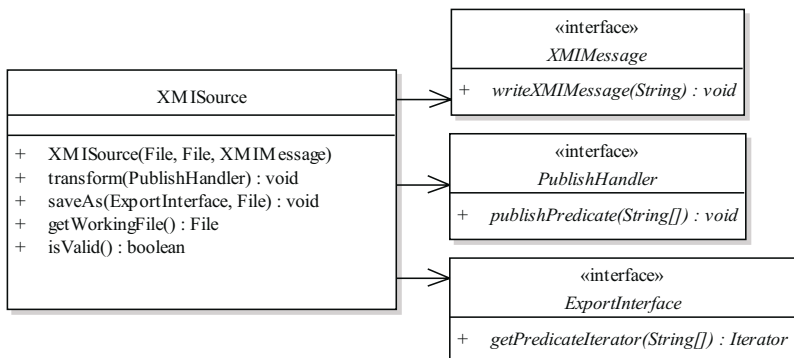 XMISource
+ XMISource(File, File, XMIMessage)
+ transform(PublishHandler) : void
+ saveAs(ExportInterface, File) : void
+ getWorkingFile() : File
+ isValid() : boolean
«interface»
XMIMessage
+ writeXMIMessage(String) : void
«interface»
PublishHandler
+ publishPredicate(String[]) : void
«interface»
ExportInterface
+ getPredicateIterator(String[]) : Iterator